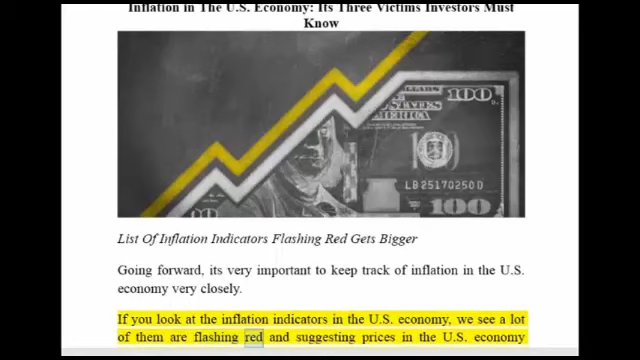 Inflation in The U.S. Economy: Its Three Victims Investors Must
Know
100
LB25170250D
100
List Of Inflation Indicators Flashing Red Gets Bigger
Going forward, its very important to keep track of inflation in the U.S.
economy very closely.
If you look at the inflation indicators in the U.S. economy, we see a lot
of them are flashing red and suggesting prices in the U.S. economy